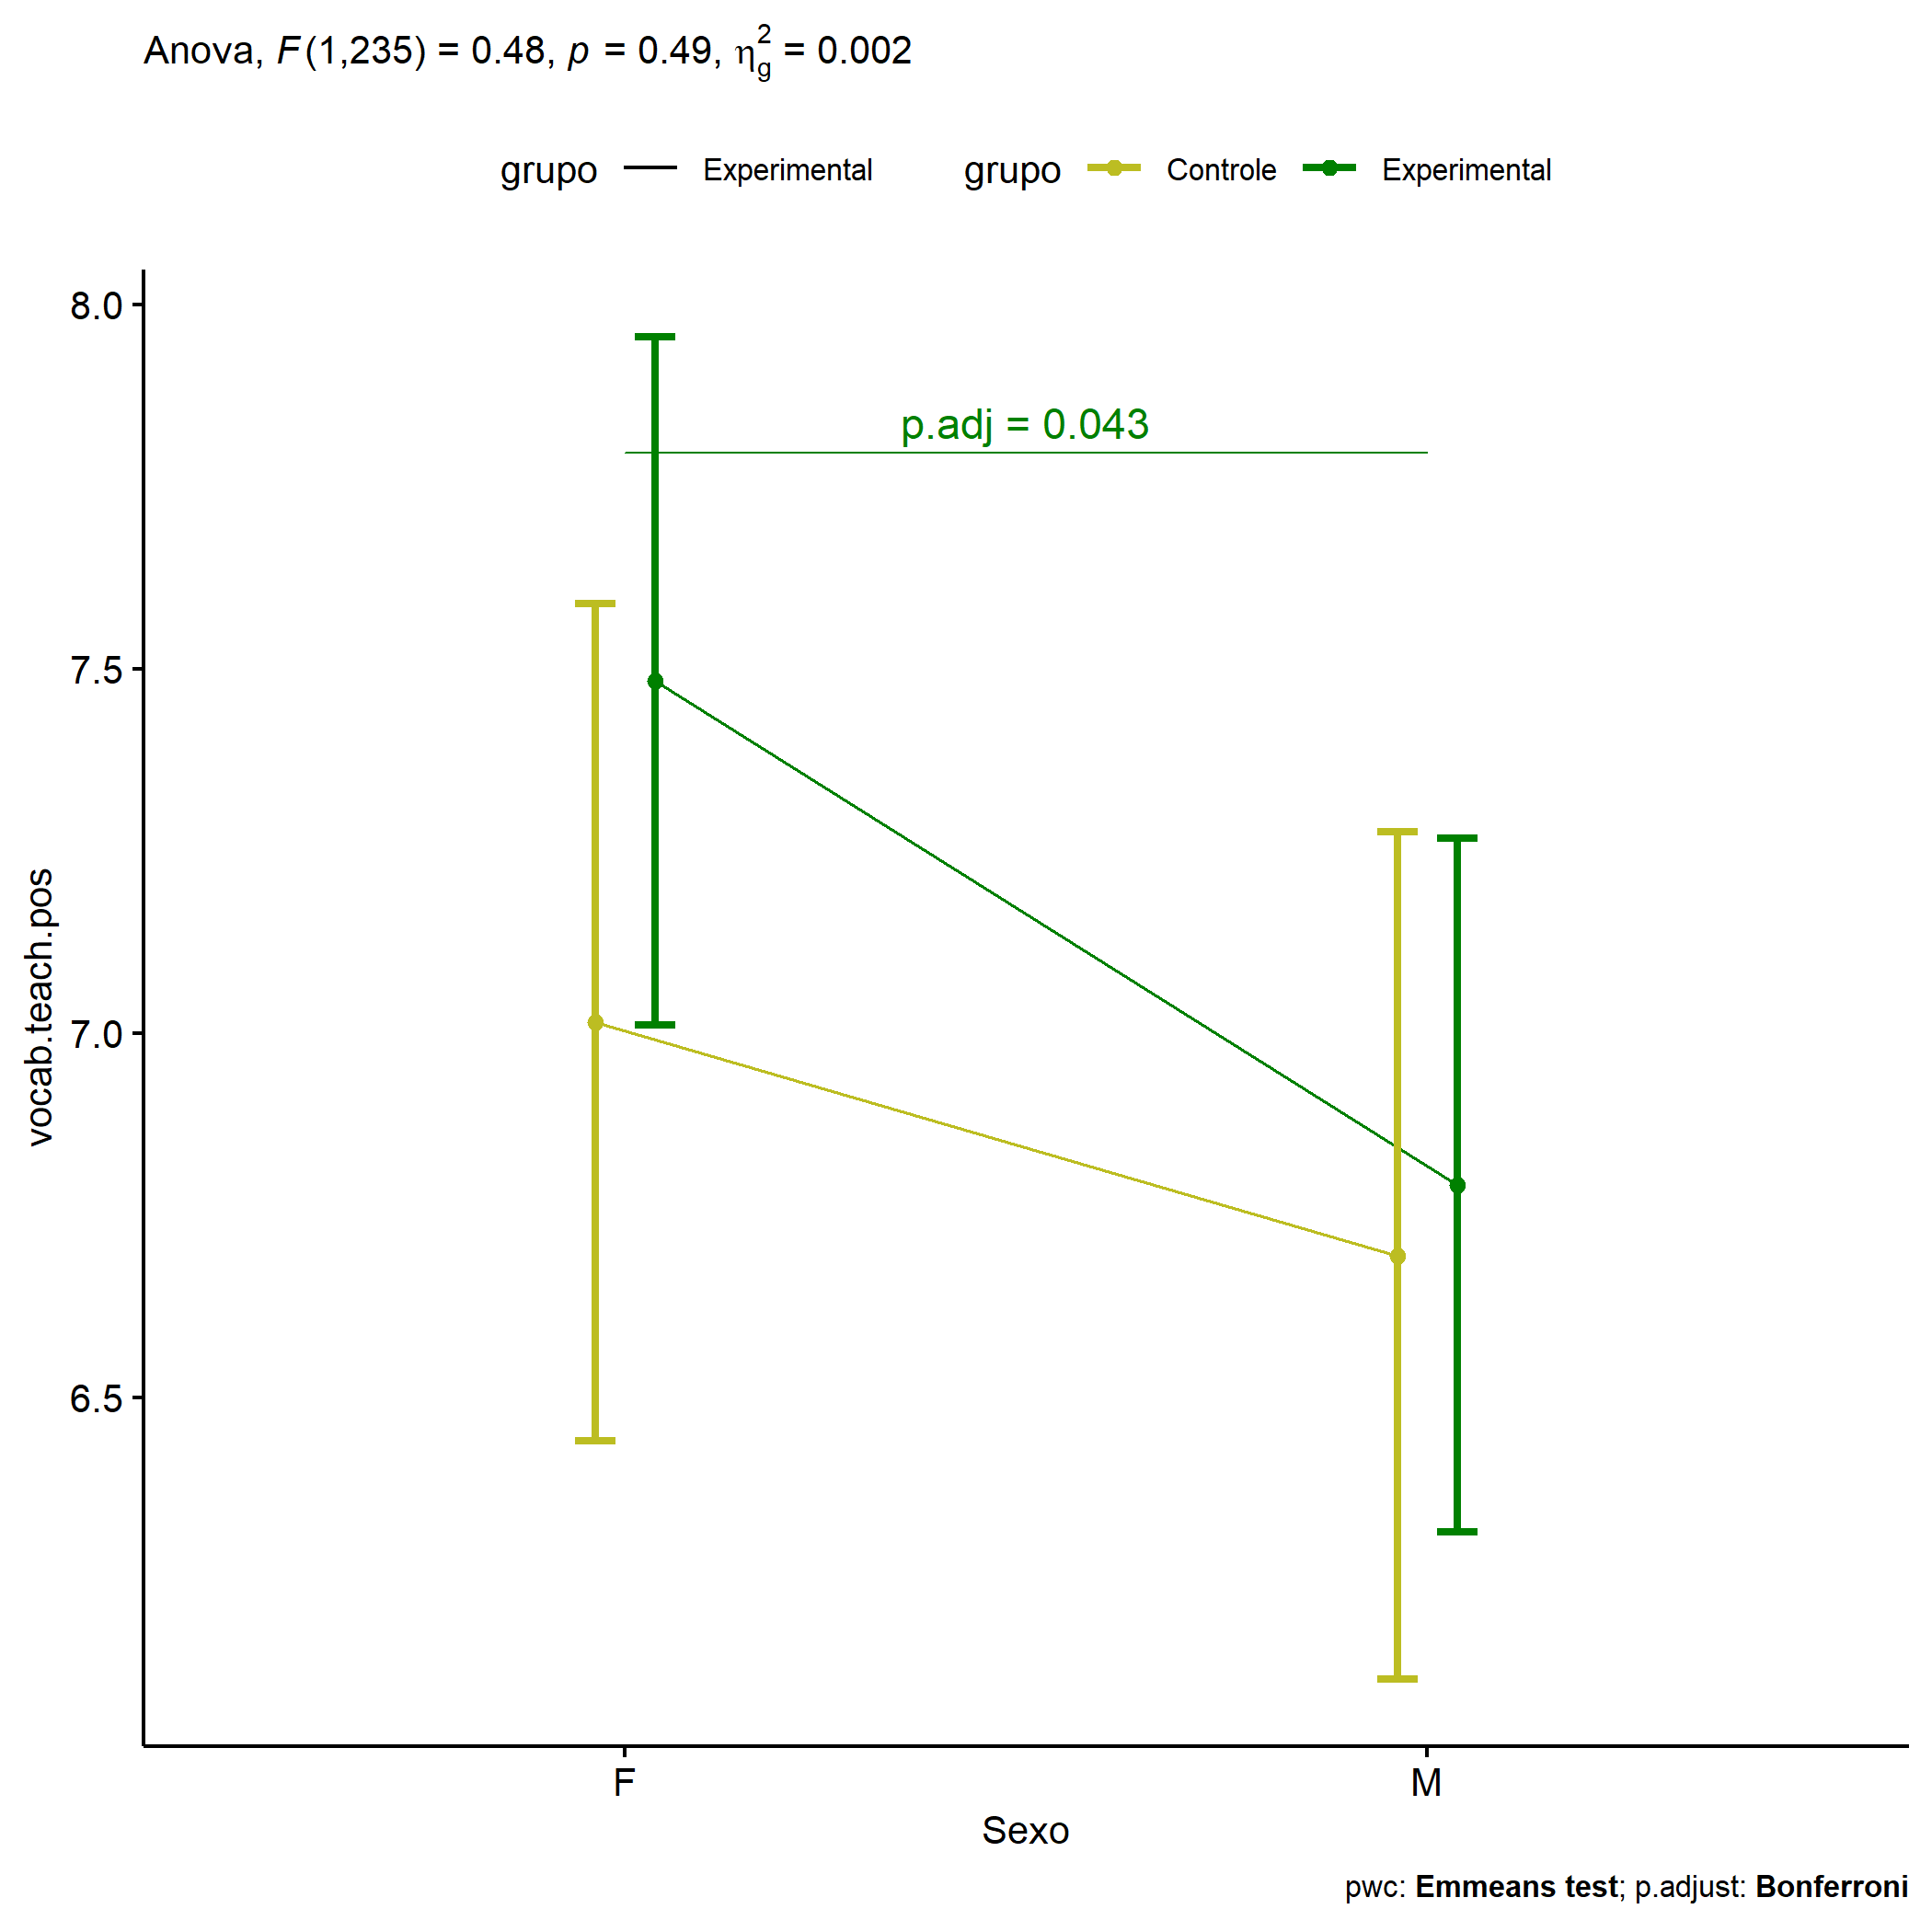 Anova, F(1,235) = 0.48, p = 0.49, η²g = 0.002
grupo Experimental grupo Controle Experimental
8.0
p.adj = 0.043
7.5
7.0
6.5
vocab.teach.pos
F M
Sexo
pwc: Emmeans test; p.adjust: Bonferroni